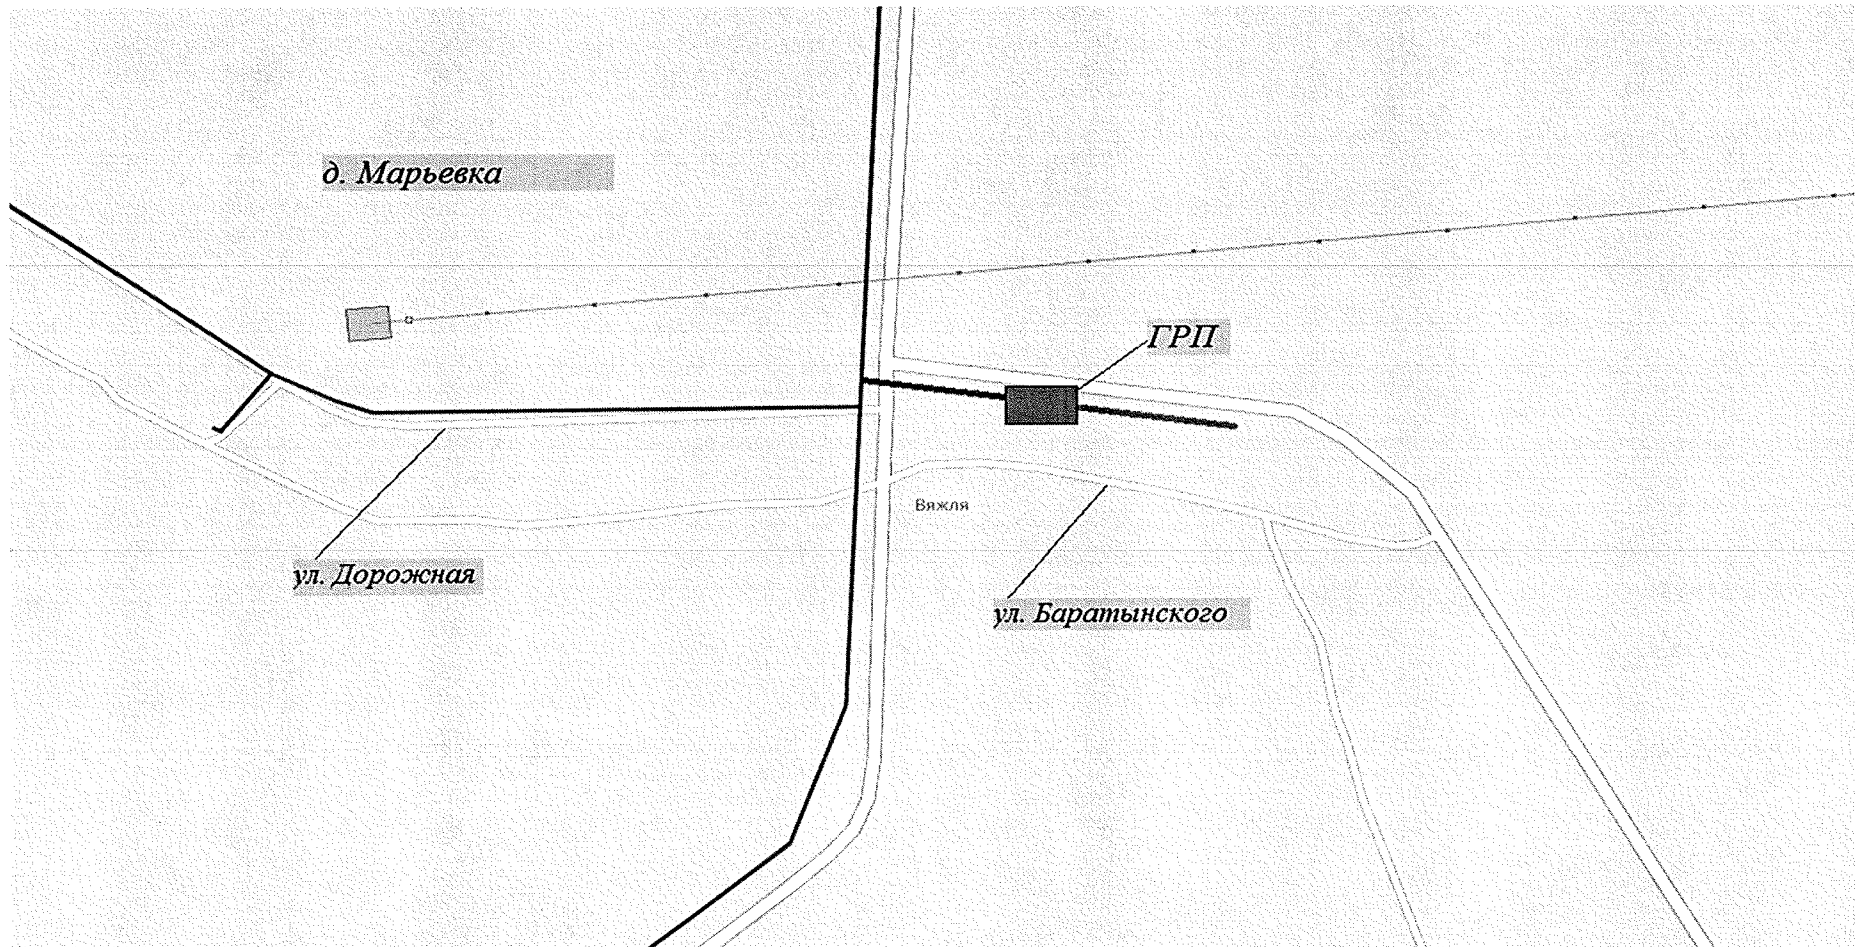 д. Марьевка
ГРП
Вяжля
ул. Дорожная
ул. Баратынского